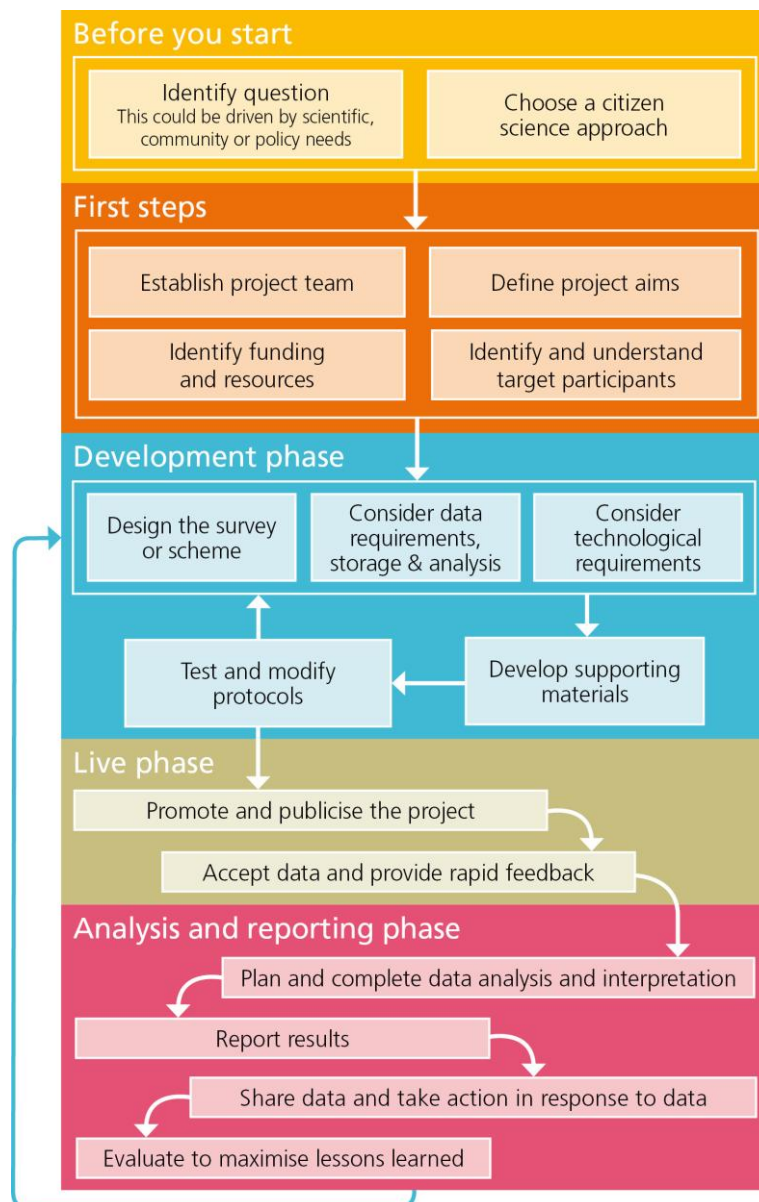 Before you start
Identify question
This could be driven by scientific,
community or policy needs
Choose a citizen
science approach
First steps
Establish project team
Define project aims
Identify funding
and resources
Identify and understand
target participants
Development phase
Design the survey
or scheme
Consider data
requirements,
storage & analysis
Consider
technological
requirements
Test and modify
protocols
Develop supporting
materials
Live phase
Promote and publicise the project
Accept data and provide rapid feedback
Analysis and reporting phase
Plan and complete data analysis and interpretation
Report results
Share data and take action in response to data
Evaluate to maximise lessons learned